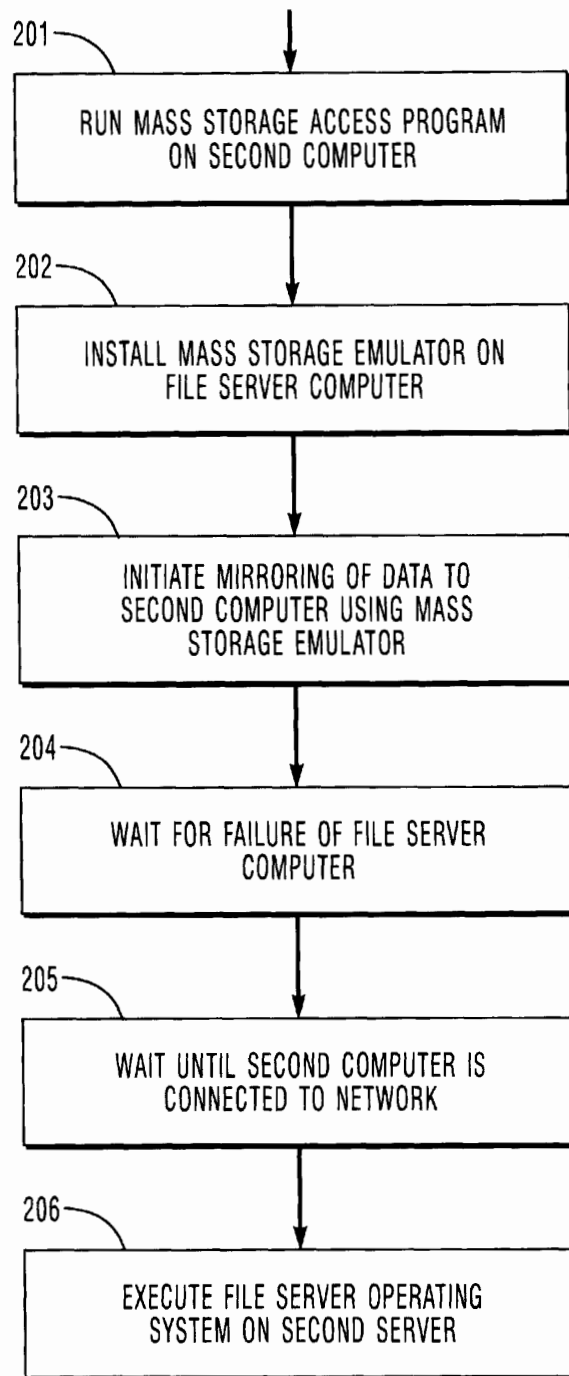 201
RUN MASS STORAGE ACCESS PROGRAM
ON SECOND COMPUTER
202
INSTALL MASS STORAGE EMULATOR ON
FILE SERVER COMPUTER
203
INITIATE MIRRORING OF DATA TO
SECOND COMPUTER USING MASS
STORAGE EMULATOR
204
WAIT FOR FAILURE OF FILE SERVER
COMPUTER
205
WAIT UNTIL SECOND COMPUTER IS
CONNECTED TO NETWORK
206
EXECUTE FILE SERVER OPERATING
SYSTEM ON SECOND SERVER